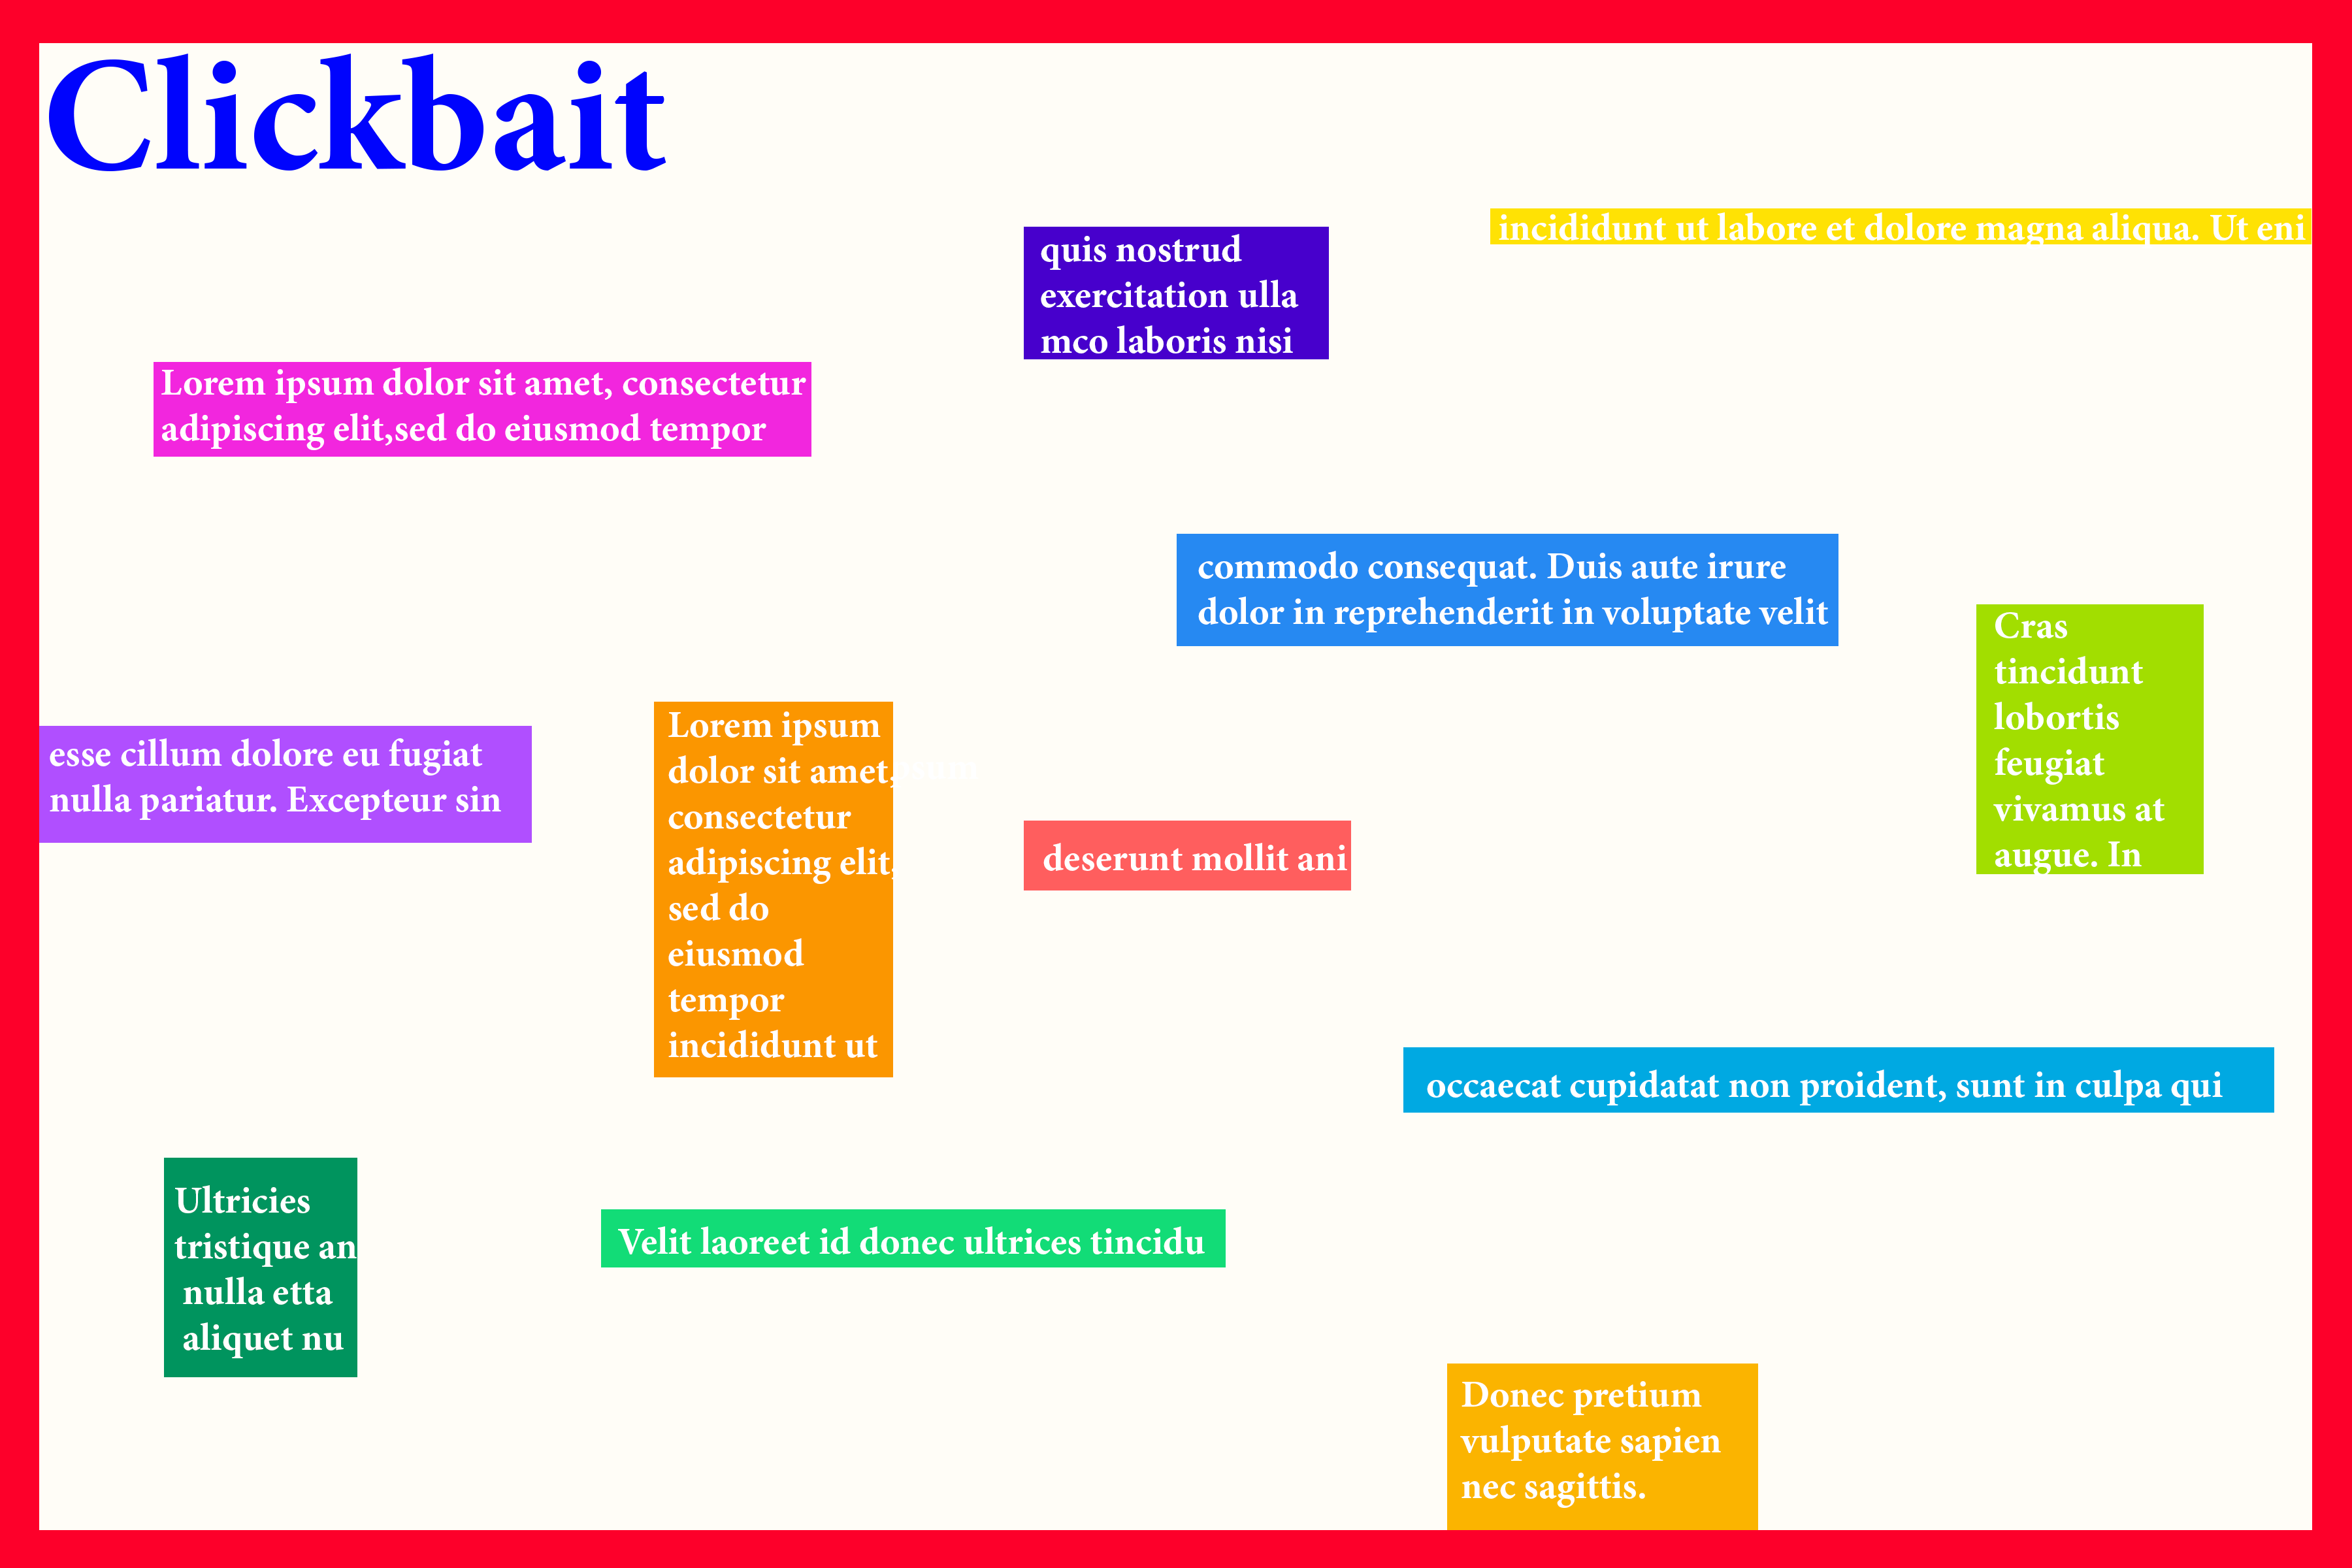 Clickbait
incididunt ut labore et dolore magna aliqua. Ut eni
quis nostrud
exercitation ulla
mco laboris nisi
Lorem ipsum dolor sit amet, consectetur
adipiscing elit,sed do eiusmod tempor
commodo consequat. Duis aute irure
dolor in reprehenderit in voluptate velit
Cras
tincidunt
lobortis
feugiat
vivamus at
augue. In
esse cillum dolore eu fugiat
nulla pariatur. Excepteur sin
Lorem ipsum
dolor sit amet,
consectetur
adipiscing elit,
sed do
eiusmod
tempor
incididunt ut
deserunt mollit ani
occaecat cupidatat non proident, sunt in culpa qui
Ultricies
tristique an
nulla etta
aliquet nu
Velit laoreet id donec ultrices tincidu
Donec pretium
vulputate sapien
nec sagittis.